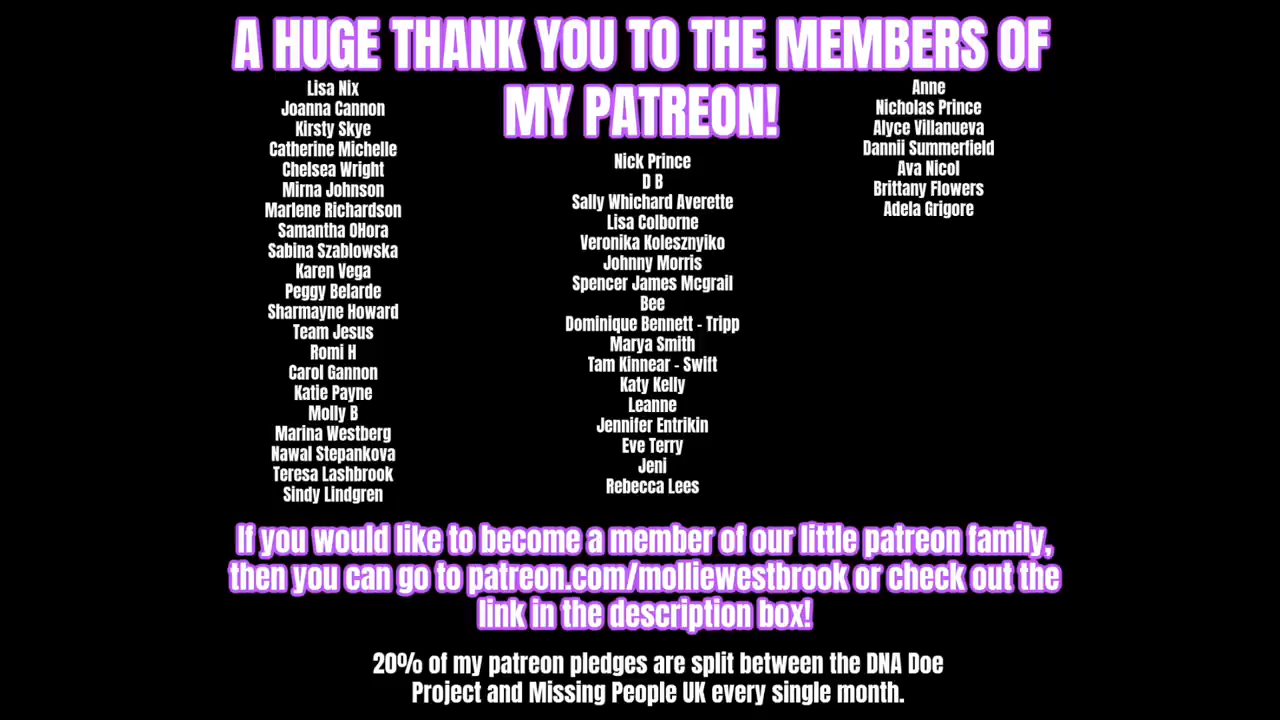 A HUGE THANK YOU TO THE MEMBERS OF
MY PATREON!
Lisa Nix
Joanna Cannon
Kirsty Skye
Catherine Michelle
Chelsea Wright
Mirna Johnson
Marlene Richardson
Samantha OHora
Sabina Szablowska
Karen Vega
Peggy Belarde
Sharmayne Howard
Team Jesus
Romi H
Carol Gannon
Katie Payne
Molly B
Marina Westberg
Nawal Stepankova
Teresa Lashbrook
Sindy Lindgren
Nick Prince
D B
Sally Whichard Averette
Lisa Colborne
Veronika Kolesznyiko
Johnny Morris
Spencer James Mcgrail
Bee
Dominique Bennett - Tripp
Marya Smith
Tam Kinnear - Swift
Katy Kelly
Leanne
Jennifer Entrikin
Eve Terry
Jeni
Rebecca Lees
Anne
Nicholas Prince
Alyce Villanueva
Dannii Summerfield
Ava Nicol
Brittany Flowers
Adela Grigore
If you would like to become a member of our little patreon family,
then you can go to patreon.com/molliewestbrook or check out the
link in the description box!
20% of my patreon pledges are split between the DNA Doe
Project and Missing People UK every single month.